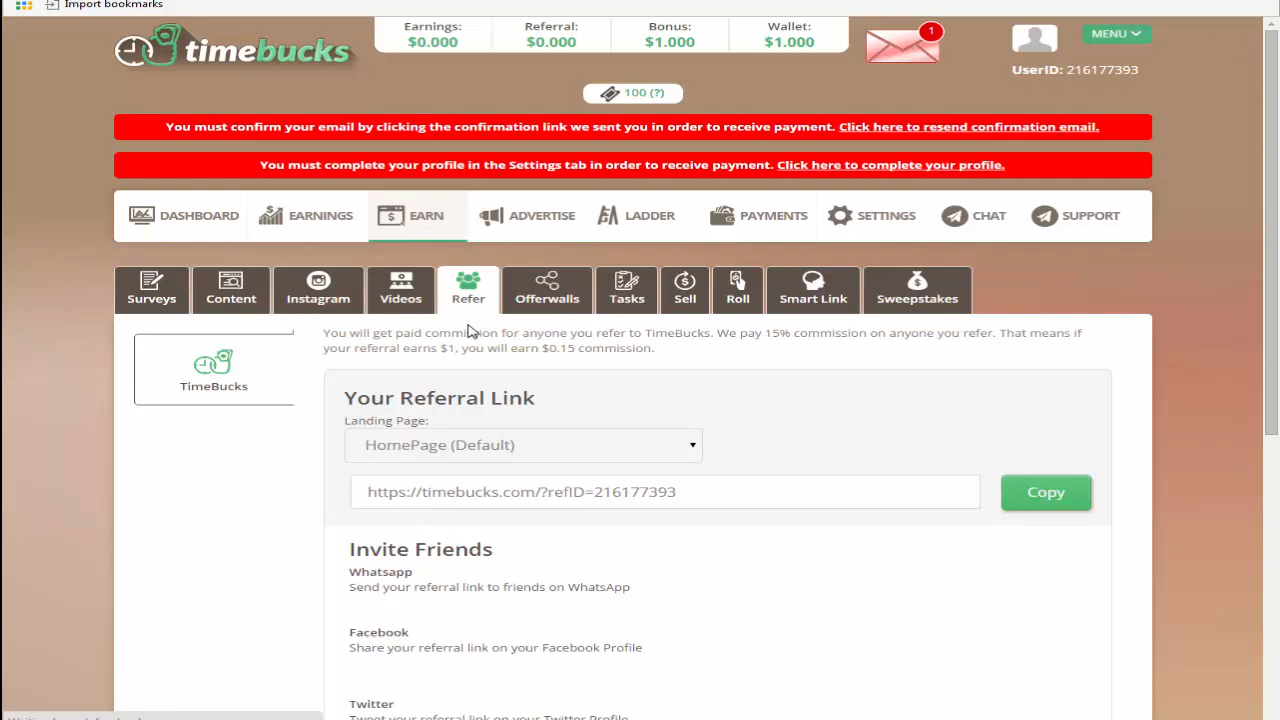 Import bookmarks
timebucks
Earnings: Referral: Bonus: Wallet:
$0.000 $0.000 $1.000 $1.000
1
MENU
UserID: 216177393
100 (?)
You must confirm your email by clicking the confirmation link we sent you in order to receive payment. Click here to resend confirmation email.
You must complete your profile in the Settings tab in order to receive payment. Click here to complete your profile.
DASHBOARD EARNINGS EARN ADVERTISE LADDER PAYMENTS SETTINGS CHAT SUPPORT
Surveys Content Instagram Videos Refer Offerwalls Tasks Sell Roll Smart Link Sweepstakes
You will get paid commission for anyone you refer to TimeBucks. We pay 15% commission on anyone you refer. That means if
your referral earns $1, you will earn $0.15 commission.
TimeBucks
Your Referral Link
Landing Page:
HomePage (Default)
https://timebucks.com/?refID=216177393
Copy
Invite Friends
Whatsapp
Send your referral link to friends on WhatsApp
Facebook
Share your referral link on your Facebook Profile
Twitter
Tweet your referral link on your Twitter Profile